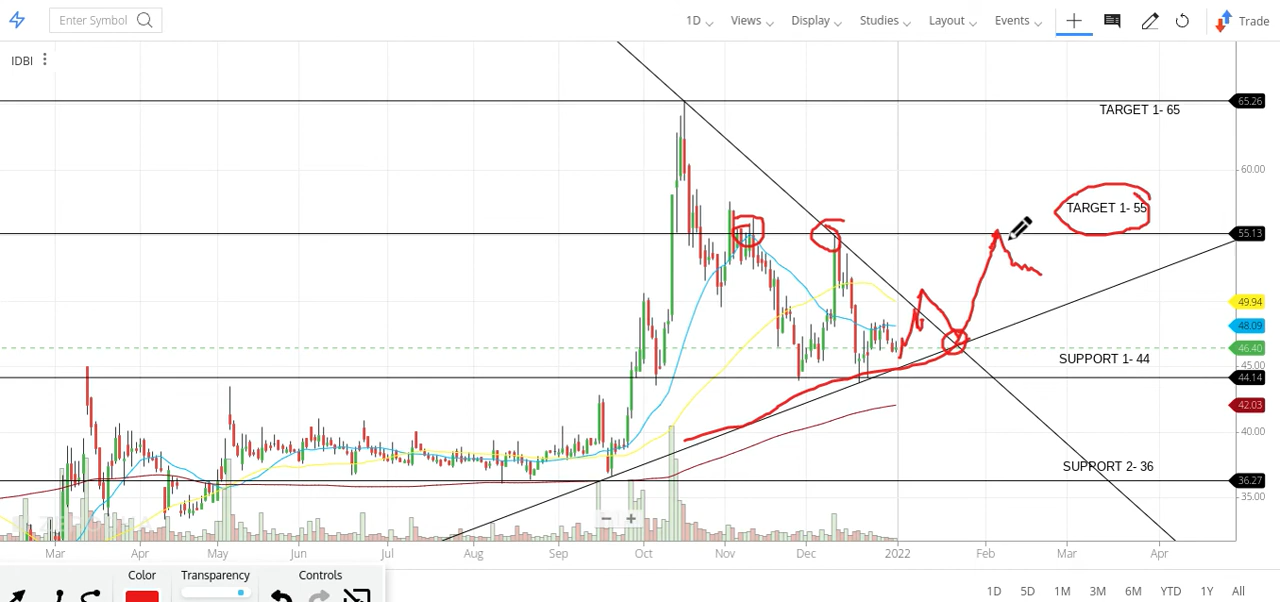 Enter Symbol
1D Views Display Studies Layout Events Trade
IDBI
65.26
TARGET 1- 65
60.00
TARGET 1- 55
55.13
49.94
48.09
46.40
SUPPORT 1- 44
45.00
44.14
42.03
40.00
SUPPORT 2- 36
36.27
35.00
Mar Apr May Jun Jul Aug Sep Oct Nov Dec 2022 Feb Mar Apr
Color Transparency Controls
1D 5D 1M 3M 6M YTD 1Y All